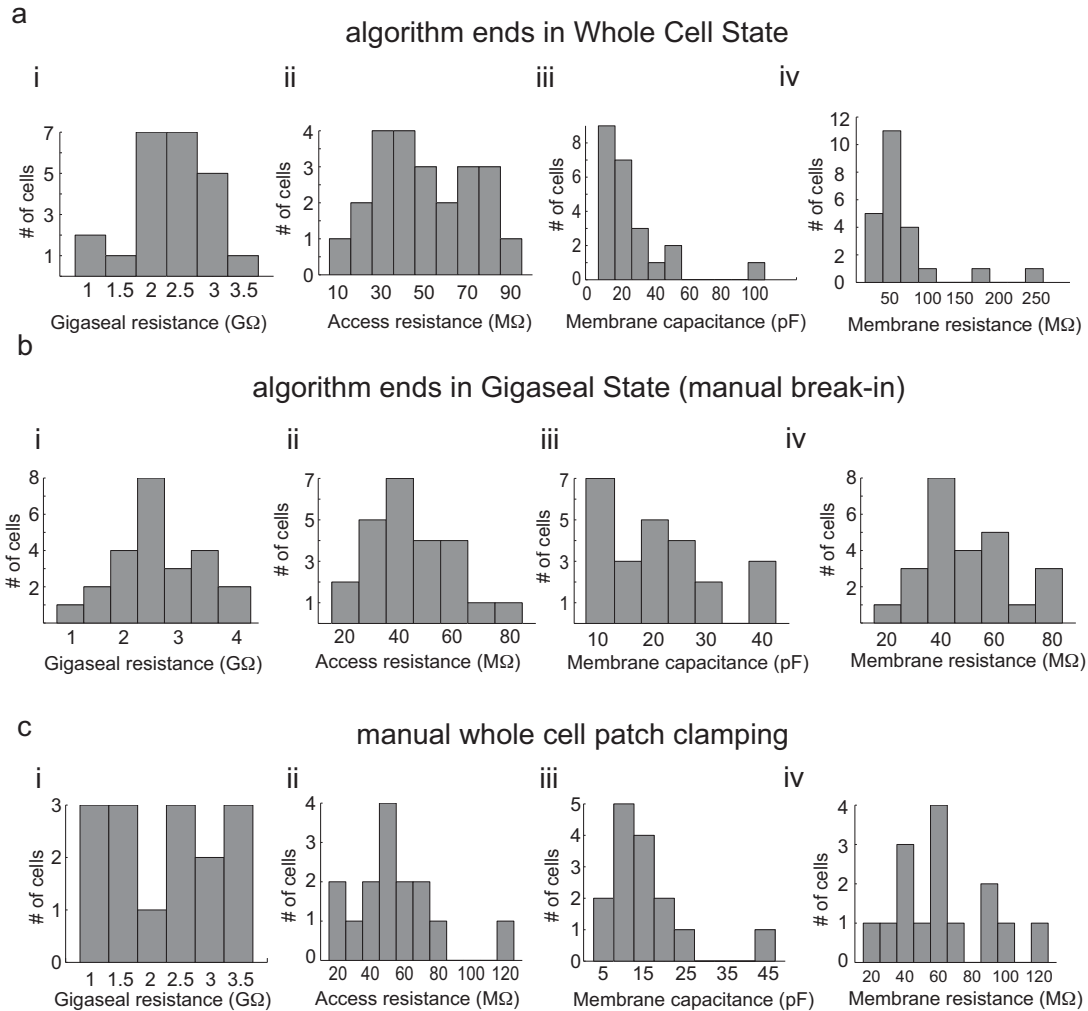 a
algorithm ends in Whole Cell State
i
ii
iii
iv
# of cells
7
5
3
1
1 1.5 2 2.5 3 3.5
Gigaseal resistance (GΩ)
# of cells
4
3
2
1
0
10 30 50 70 90
Access resistance (MΩ)
# of cells
8
6
4
2
0
0 20 40 60 80 100
Membrane capacitance (pF)
# of cells
12
10
8
6
4
2
0
50 100 150 200 250
Membrane resistance (MΩ)
b
algorithm ends in Gigaseal State (manual break-in)
i
ii
iii
iv
# of cells
8
6
4
2
1 2 3 4
Gigaseal resistance (GΩ)
# of cells
7
5
3
1
20 40 60 80
Access resistance (MΩ)
# of cells
7
5
3
1
10 20 30 40
Membrane capacitance (pF)
# of cells
8
6
4
2
0
20 40 60 80
Membrane resistance (MΩ)
c
manual whole cell patch clamping
i
ii
iii
iv
# of cells
3
2
1
0
1 1.5 2 2.5 3 3.5
Gigaseal resistance (GΩ)
# of cells
4
3
2
1
0
20 40 60 80 100 120
Access resistance (MΩ)
# of cells
5
4
3
2
1
0
5 15 25 35 45
Membrane capacitance (pF)
# of cells
4
3
2
1
0
20 40 60 80 100 120
Membrane resistance (MΩ)